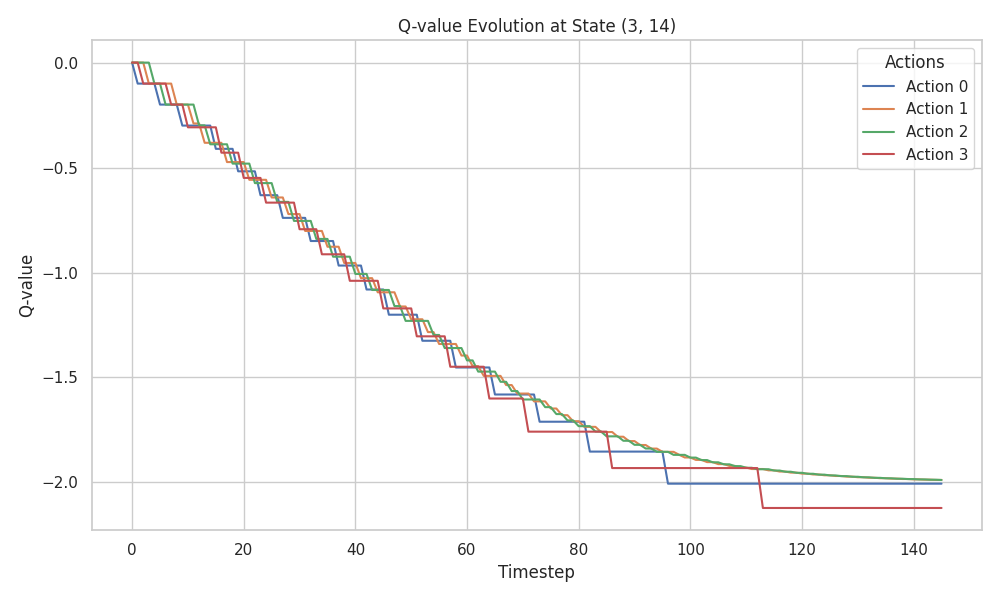 Q-value Evolution at State (3, 14)
Actions
Action 0
Action 1
Action 2
Action 3
Q-value
0.0
−0.5
−1.0
−1.5
−2.0
0 20 40 60 80 100 120 140
Timestep